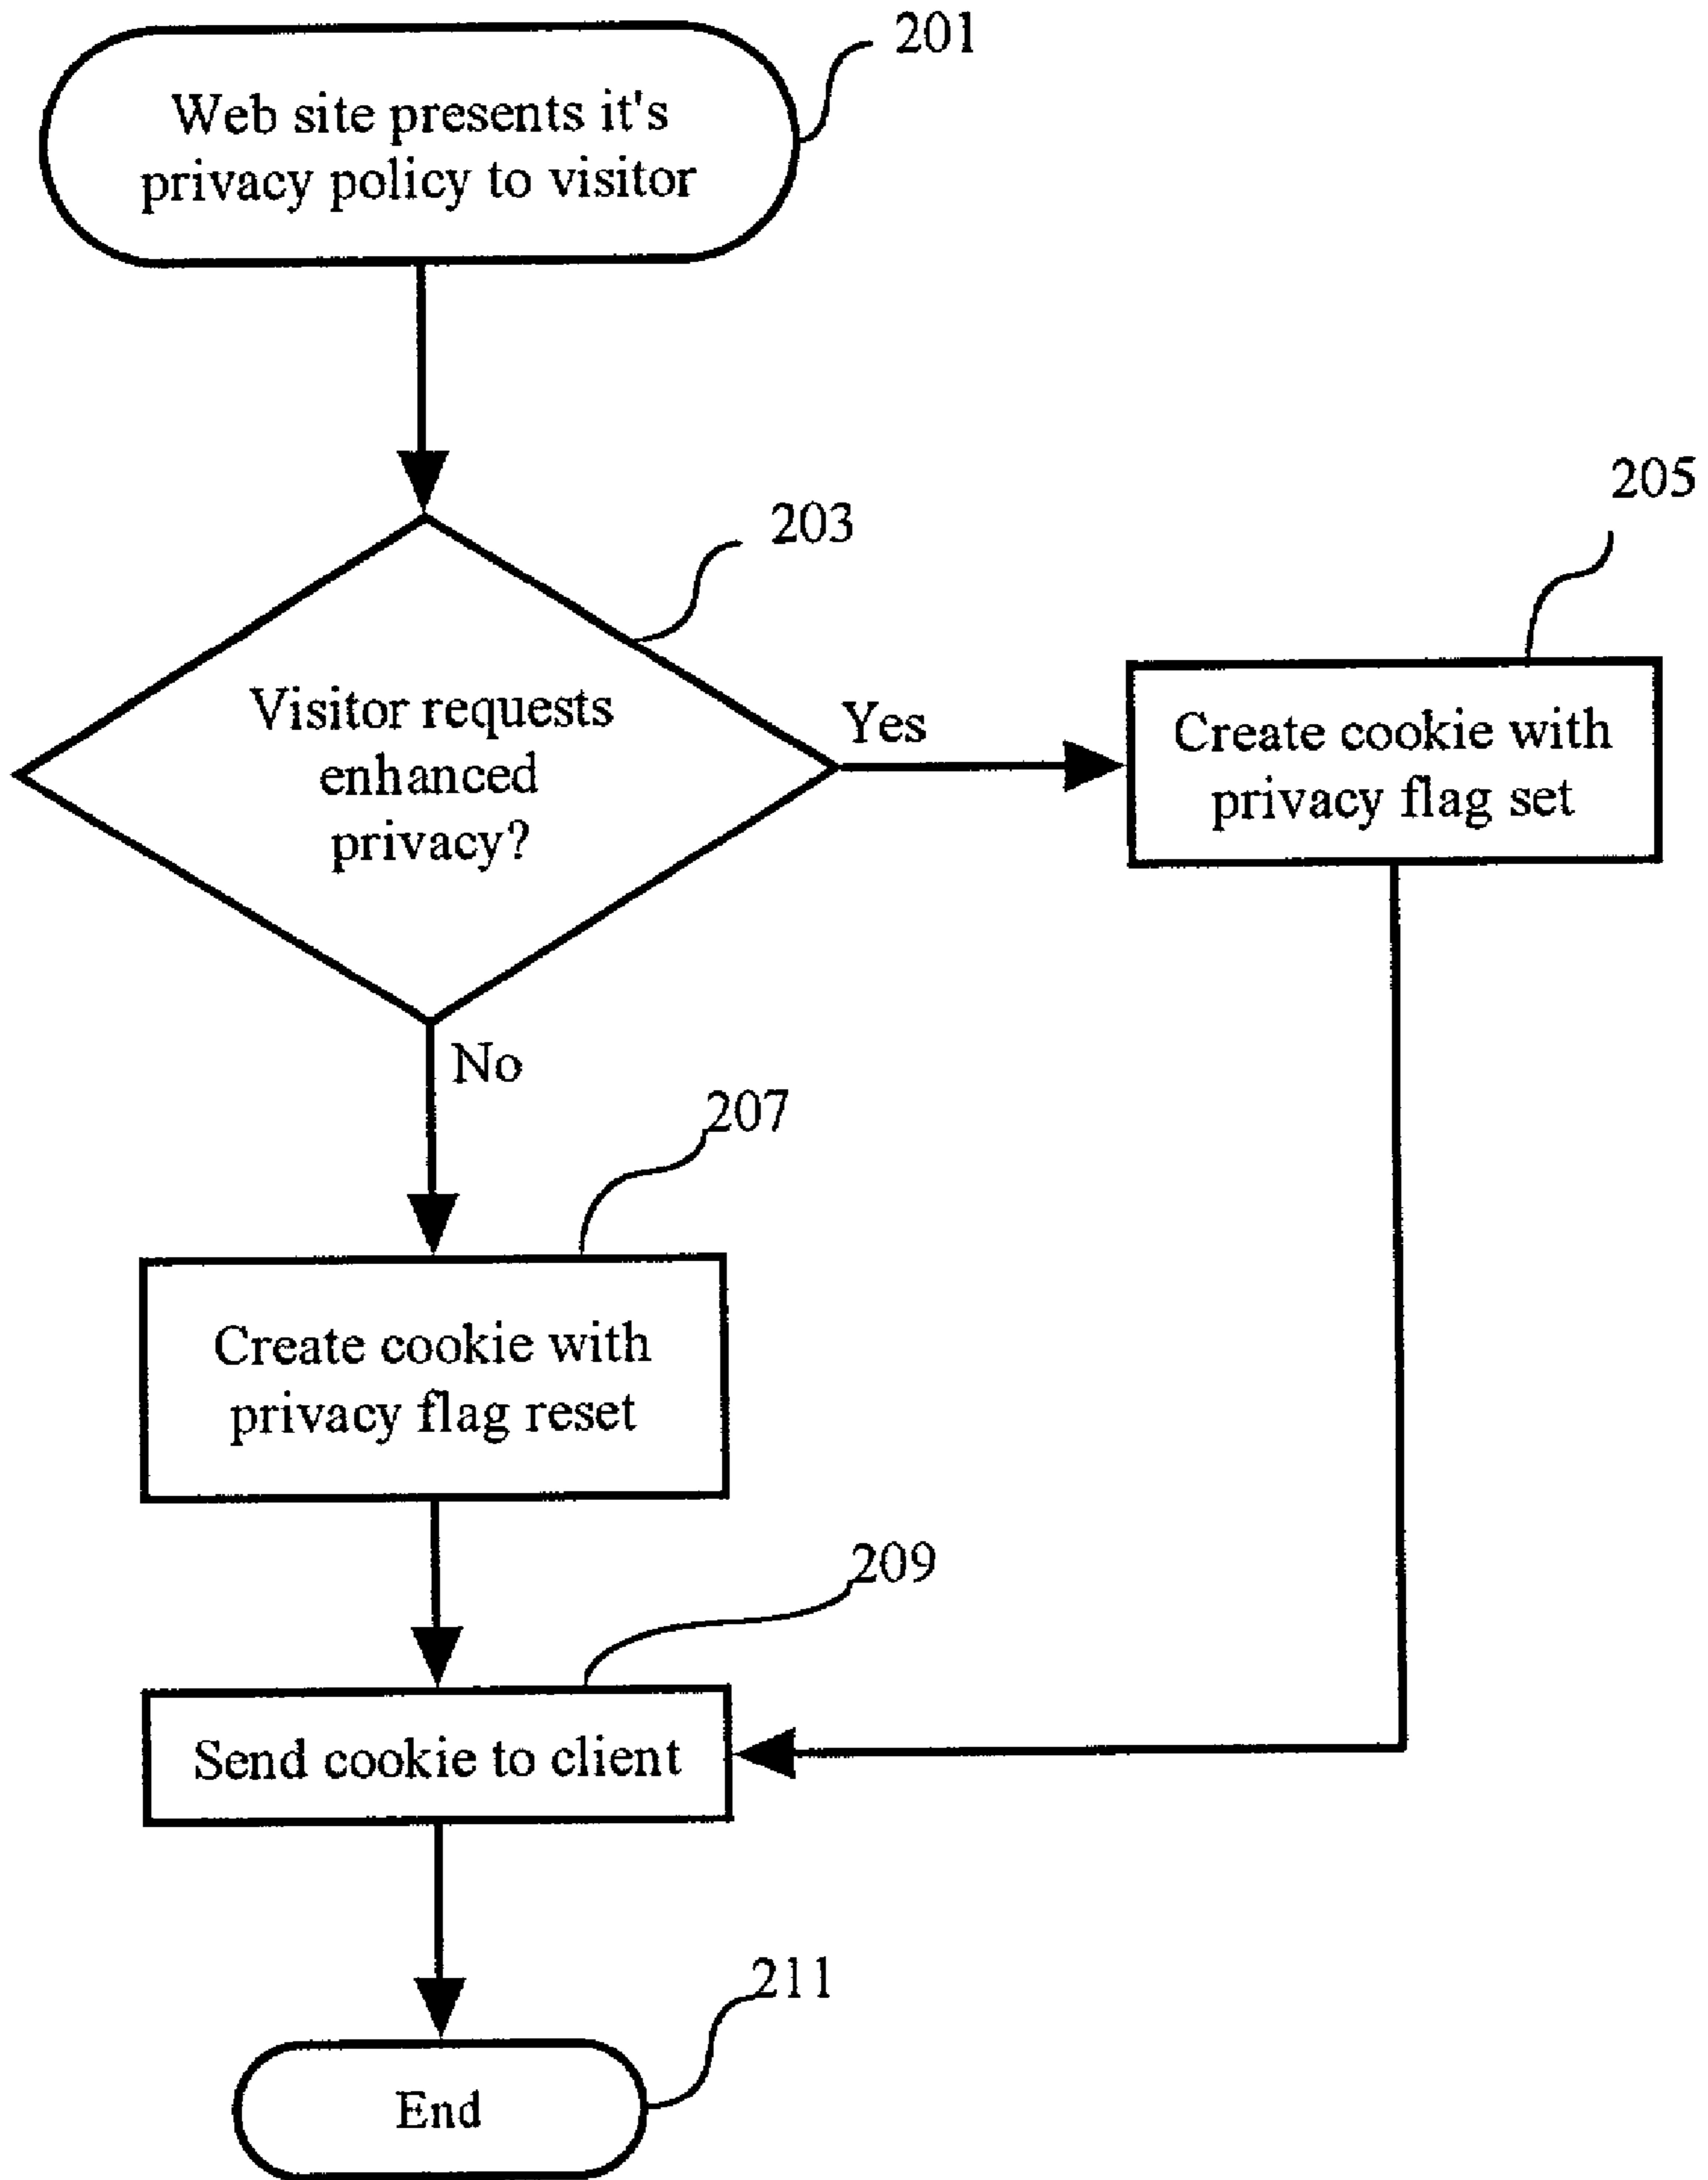 201
Web site presents it's
privacy policy to visitor
203
Visitor requests
enhanced
privacy?
Yes
205
Create cookie with
privacy flag set
No
207
Create cookie with
privacy flag reset
209
Send cookie to client
211
End